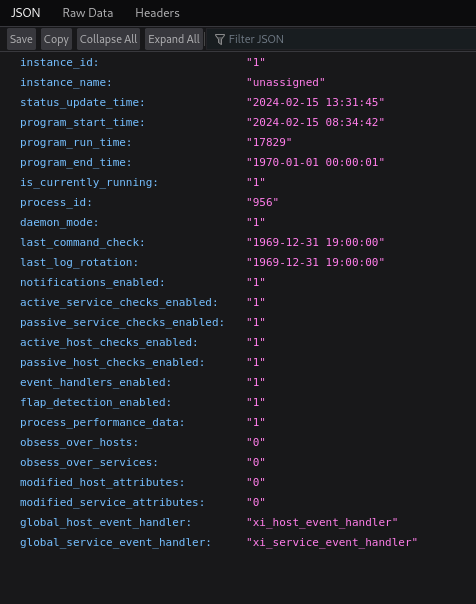 JSON Raw Data Headers
Save Copy Collapse All Expand All Filter JSON
instance_id: "1"
instance_name: "unassigned"
status_update_time: "2024-02-15 13:31:45"
program_start_time: "2024-02-15 08:34:42"
program_run_time: "17829"
program_end_time: "1970-01-01 00:00:01"
is_currently_running: "1"
process_id: "956"
daemon_mode: "1"
last_command_check: "1969-12-31 19:00:00"
last_log_rotation: "1969-12-31 19:00:00"
notifications_enabled: "1"
active_service_checks_enabled: "1"
passive_service_checks_enabled: "1"
active_host_checks_enabled: "1"
passive_host_checks_enabled: "1"
event_handlers_enabled: "1"
flap_detection_enabled: "1"
process_performance_data: "1"
obsess_over_hosts: "0"
obsess_over_services: "0"
modified_host_attributes: "0"
modified_service_attributes: "0"
global_host_event_handler: "xi_host_event_handler"
global_service_event_handler: "xi_service_event_handler"